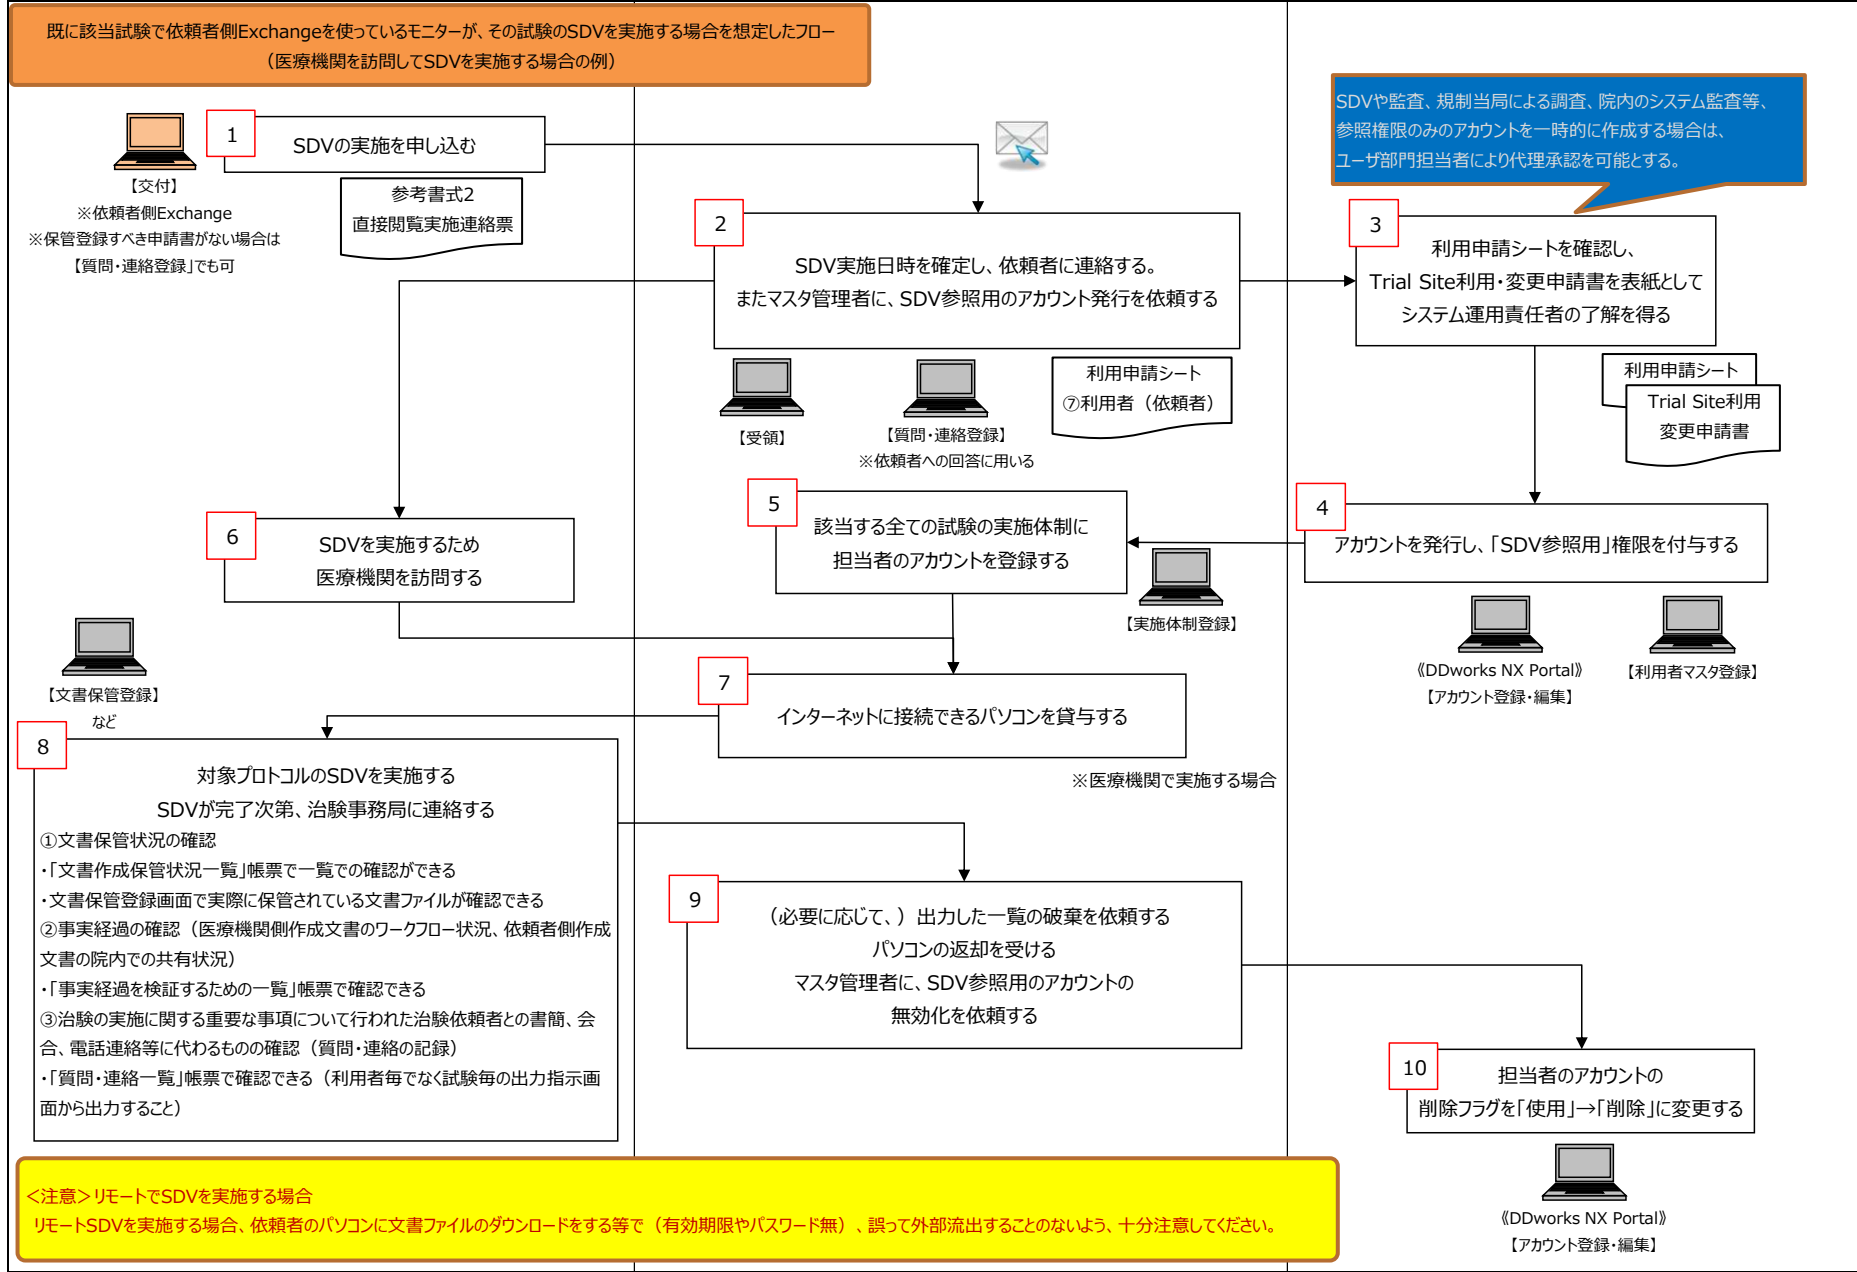 既に該当試験で依頼者側Exchangeを使っているモニターが、その試験のSDVを実施する場合を想定したフロー
（医療機関を訪問してSDVを実施する場合の例）
SDVや監査、規制当局による調査、院内のシステム監査等、
参照権限のみのアカウントを一時的に作成する場合は、
ユーザ部門担当者により代理承認を可能とする。
1
SDVの実施を申し込む
【交付】
※依頼者側Exchange
※保管登録すべき申請書がない場合は
【質問・連絡登録】でも可
参考書式2
直接閲覧実施連絡票
2
SDV実施日時を確定し、依頼者に連絡する。
またマスタ管理者に、SDV参照用のアカウント発行を依頼する
【受領】
【質問・連絡登録】
※依頼者への回答に用いる
利用申請シート
⑦利用者（依頼者）
3
利用申請シートを確認し、
Trial Site利用・変更申請書を表紙として
システム運用責任者の了解を得る
利用申請シート
Trial Site利用
変更申請書
4
アカウントを発行し、「SDV参照用」権限を付与する
《DDworks NX Portal》
【アカウント登録・編集】
【利用者マスタ登録】
5
該当する全ての試験の実施体制に
担当者のアカウントを登録する
【実施体制登録】
6
SDVを実施するため
医療機関を訪問する
7
インターネットに接続できるパソコンを貸与する
※医療機関で実施する場合
【文書保管登録】
など
8
対象プロトコルのSDVを実施する
SDVが完了次第、治験事務局に連絡する
①文書保管状況の確認
・「文書作成保管状況一覧」帳票で一覧での確認ができる
・文書保管登録画面で実際に保管されている文書ファイルが確認できる
②事実経過の確認（医療機関側作成文書のワークフロー状況、依頼者側作成
文書の院内での共有状況）
・「事実経過を検証するための一覧」帳票で確認できる
③治験の実施に関する重要な事項について行われた治験依頼者との書簡、会
合、電話連絡等に代わるものの確認（質問・連絡の記録）
・「質問・連絡一覧」帳票で確認できる（利用者毎でなく試験毎の出力指示画
面から出力すること）
9
（必要に応じて、）出力した一覧の破棄を依頼する
パソコンの返却を受ける
マスタ管理者に、SDV参照用のアカウントの
無効化を依頼する
10
担当者のアカウントの
削除フラグを「使用」→「削除」に変更する
《DDworks NX Portal》
【アカウント登録・編集】
＜注意＞リモートでSDVを実施する場合
リモートSDVを実施する場合、依頼者のパソコンに文書ファイルのダウンロードをする等で（有効期限やパスワード無）、誤って外部流出することのないよう、十分注意してください。